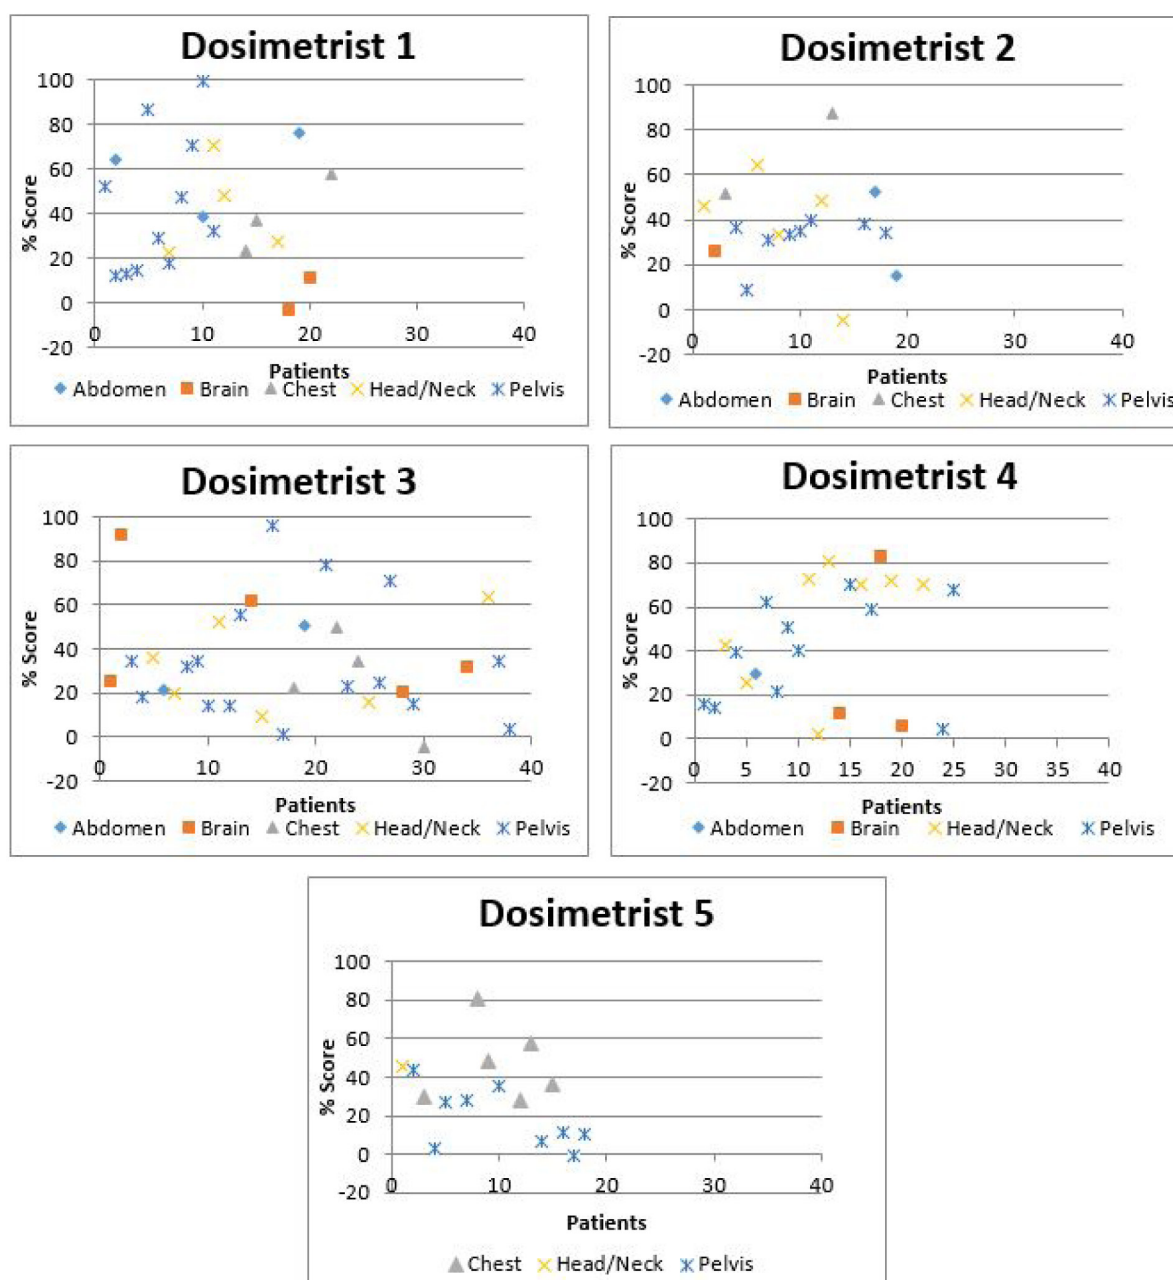 Dosimetrist 1
% Score
100
80
60
40
20
0
-20
0 10 20 30 40
Patients
Abdomen Brain Chest Head/Neck Pelvis
Dosimetrist 2
% Score
100
80
60
40
20
0
-20
0 10 20 30 40
Patients
Abdomen Brain Chest Head/Neck Pelvis
Dosimetrist 3
% Score
100
80
60
40
20
0
-20
0 10 20 30 40
Patients
Abdomen Brain Chest Head/Neck Pelvis
Dosimetrist 4
% Score
100
80
60
40
20
0
-20
0 5 10 15 20 25 30 35 40
Patients
Abdomen Brain Head/Neck Pelvis
Dosimetrist 5
% Score
100
80
60
40
20
0
-20
0 10 20 30 40
Patients
Chest Head/Neck Pelvis